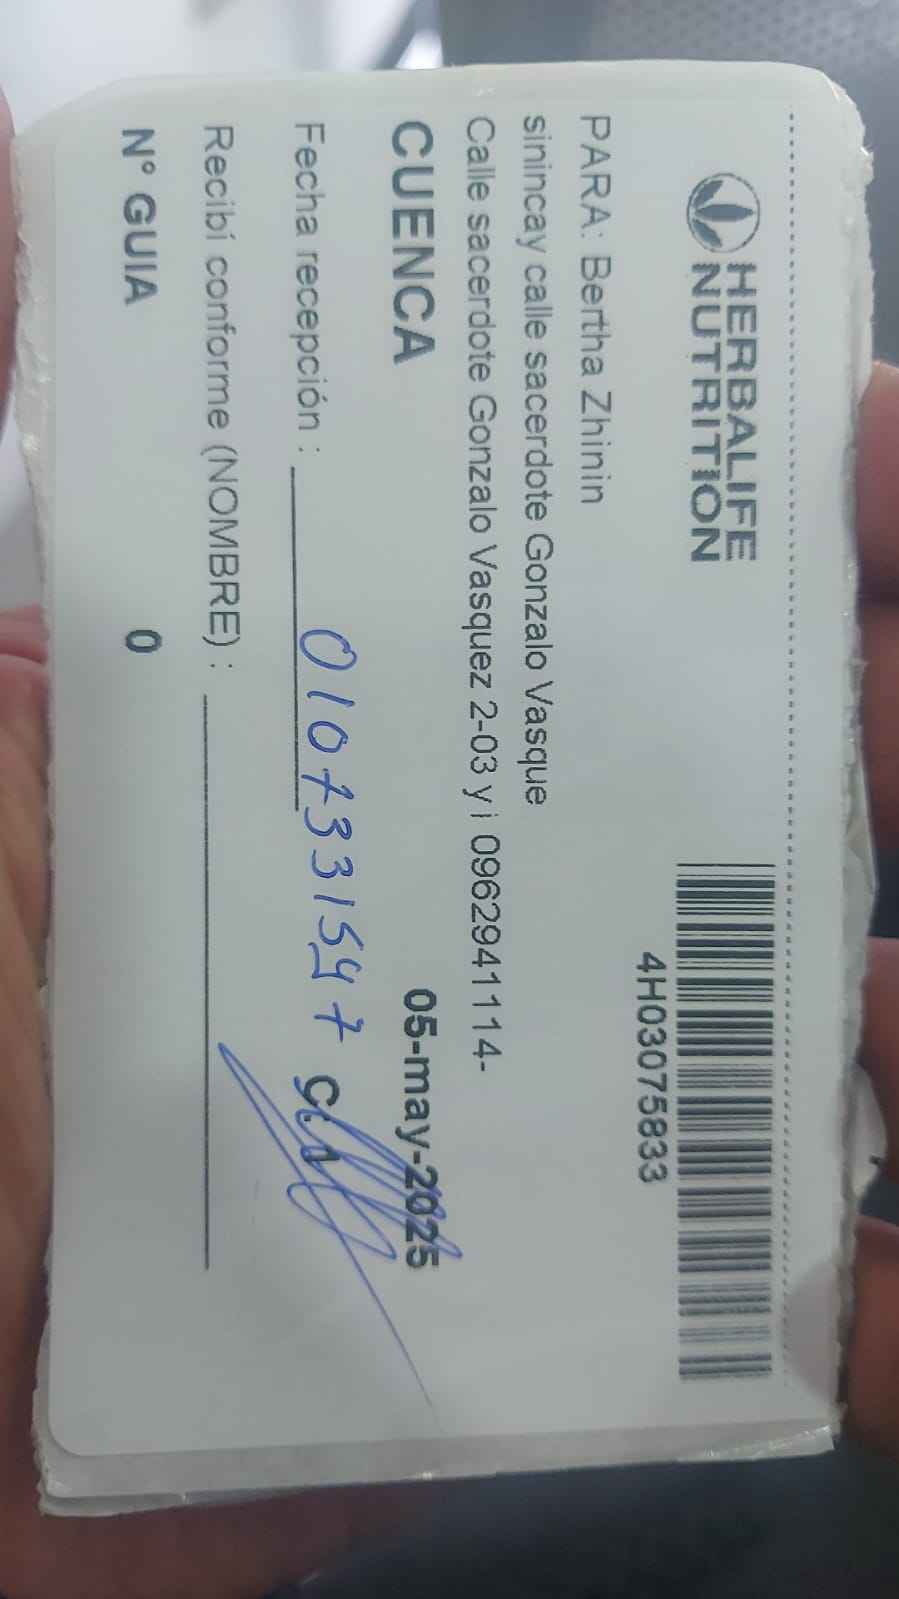 HERBALIFE
NUTRITION
4H03075833
PARA: Bertha Zhinin
sinincay calle sacerdote Gonzalo Vasque
Calle sacerdote Gonzalo Vasquez 2-03 y i 0962941114-
CUENCA 05-may-2025
Fecha recepción : 0107331597 C.I.
Recibí conforme (NOMBRE) :
N° GUIA 0